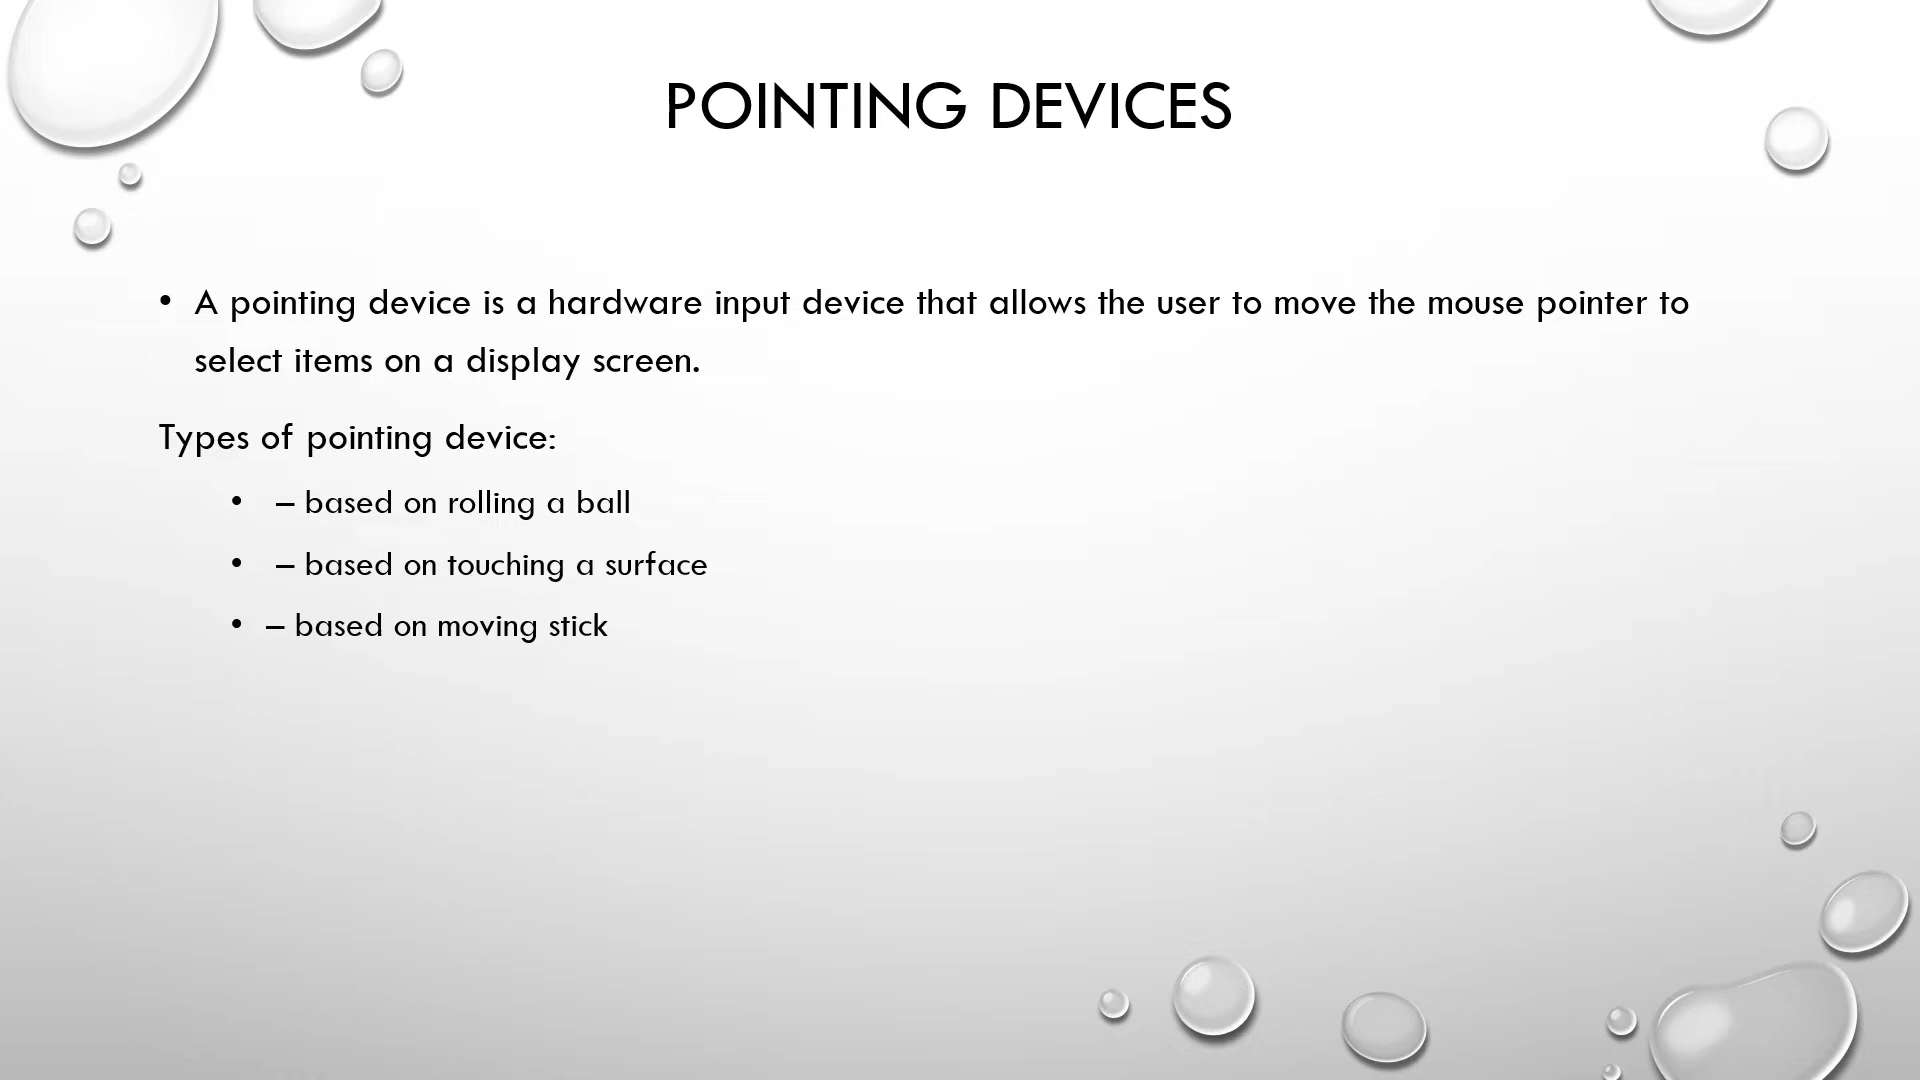 POINTING DEVICES
• A pointing device is a hardware input device that allows the user to move the mouse pointer to
select items on a display screen.
Types of pointing device:
• – based on rolling a ball
• – based on touching a surface
• – based on moving stick